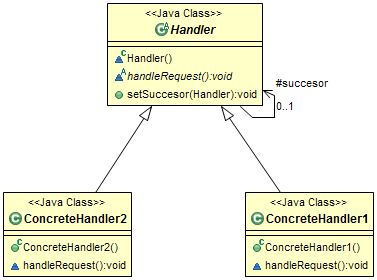 <<Java Class>>
Handler
Handler()
handleRequest():void
setSuccesor(Handler):void
#succesor
0..1
<<Java Class>>
ConcreteHandler2
ConcreteHandler2()
handleRequest():void
<<Java Class>>
ConcreteHandler1
ConcreteHandler1()
handleRequest():void